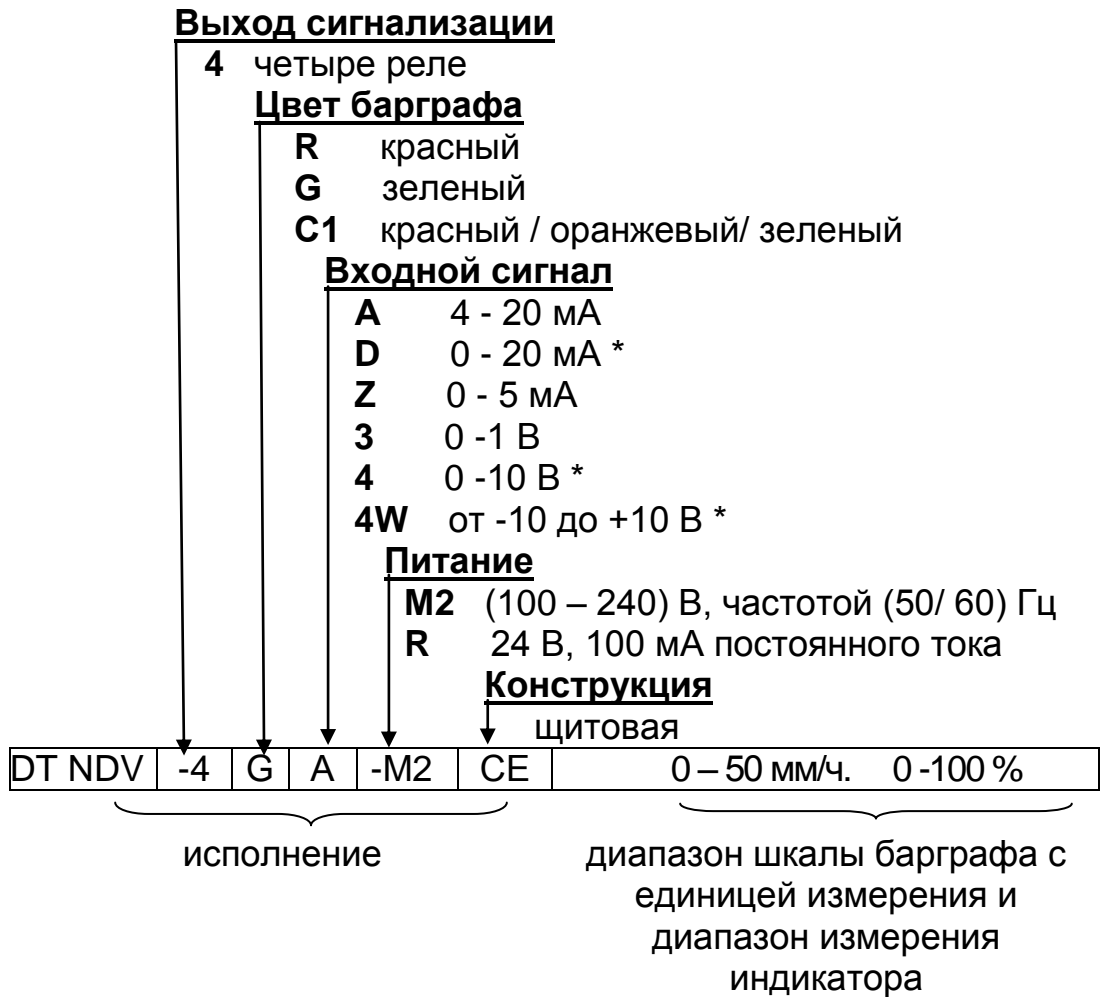 Выход сигнализации
4 четыре реле
Цвет барграфа
R красный
G зеленый
C1 красный / оранжевый/ зеленый
Входной сигнал
A 4 - 20 мА
D 0 - 20 мА *
Z 0 - 5 мА
3 0 -1 В
4 0 -10 В *
4W от -10 до +10 В *
Питание
M2 (100 – 240) В, частотой (50/ 60) Гц
R 24 В, 100 мА постоянного тока
Конструкция
щитовая
DT NDV -4 G A -M2 CE 0 – 50 мм/ч. 0 -100 %
исполнение
диапазон шкалы барграфа с
единицей измерения и
диапазон измерения
индикатора